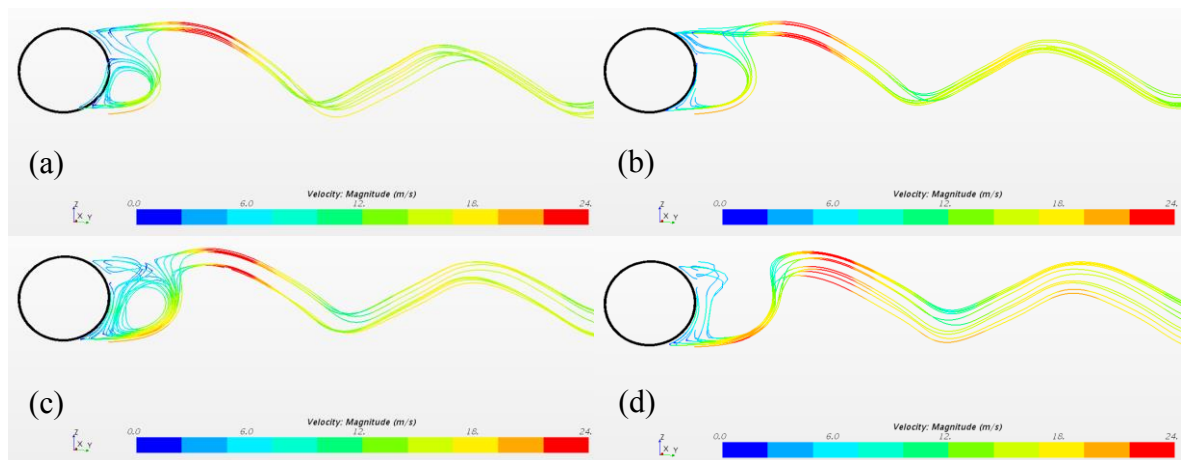 (a)
Z
X Y
Velocity: Magnitude (m/s)
0.0 6.0 12. 18. 24.
(b)
Z
X Y
Velocity: Magnitude (m/s)
0.0 6.0 12. 18. 24.
(c)
Z
X Y
Velocity: Magnitude (m/s)
0.0 6.0 12. 18. 24.
(d)
Z
X Y
Velocity: Magnitude (m/s)
0.0 6.0 12. 18. 24.